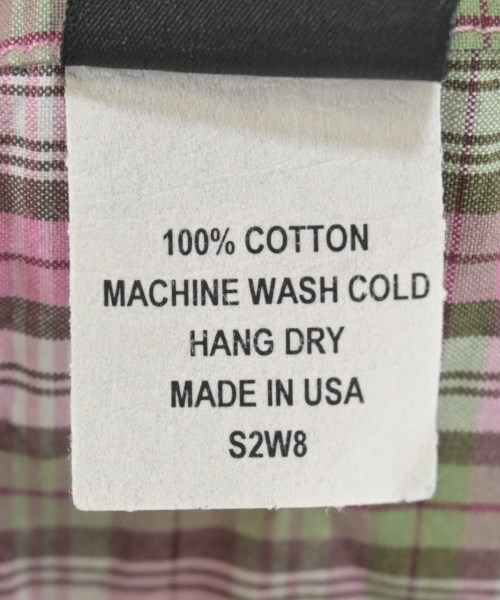 100% COTTON
MACHINE WASH COLD
HANG DRY
MADE IN USA
S2W8